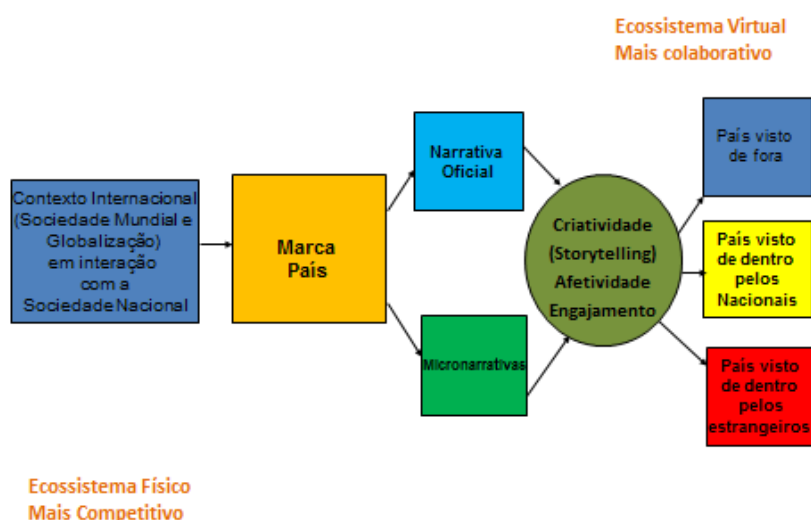 Ecossistema Virtual
Mais colaborativo
Contexto Internacional
(Sociedade Mundial e
Globalização)
em interação
com a
Sociedade Nacional
Marca
País
Narrativa
Oficial
Micronarrativas
Criatividade
(Storytelling)
Afetividade
Engajamento
País visto
de fora
País visto
de dentro
pelos
Nacionais
País visto
de dentro
pelos
estrangeiros
Ecossistema Físico
Mais Competitivo